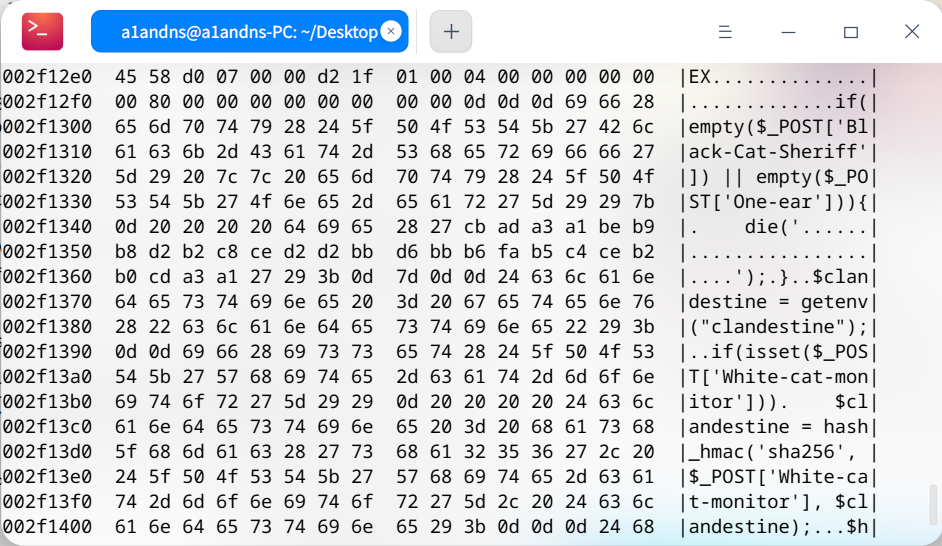 >_ a1andns@a1andns-PC: ~/Desktop × + ☰ — □ ×
002f12e0  45 58 d0 07 00 00 d2 1f  01 00 04 00 00 00 00 00  |EX..............|
002f12f0  00 80 00 00 00 00 00 00  00 00 0d 0d 0d 69 66 28  |.............if(|
002f1300  65 6d 70 74 79 28 24 5f  50 4f 53 54 5b 27 42 6c  |empty($_POST['Bl|
002f1310  61 63 6b 2d 43 61 74 2d  53 68 65 72 69 66 66 27  |ack-Cat-Sheriff'|
002f1320  5d 29 20 7c 7c 20 65 6d  70 74 79 28 24 5f 50 4f  |]) || empty($_PO|
002f1330  53 54 5b 27 4f 6e 65 2d  65 61 72 27 5d 29 29 7b  |ST['One-ear'])){|
002f1340  0d 20 20 20 20 64 69 65  28 27 cb ad a3 a1 be b9  |.    die('......|
002f1350  b8 d2 b2 c8 ce d2 d2 bb  d6 bb b6 fa b5 c4 ce b2  |................|
002f1360  b0 cd a3 a1 27 29 3b 0d  7d 0d 0d 24 63 6c 61 6e  |....');.}..$clan|
002f1370  64 65 73 74 69 6e 65 20  3d 20 67 65 74 65 6e 76  |destine = getenv|
002f1380  28 22 63 6c 61 6e 64 65  73 74 69 6e 65 22 29 3b  |("clandestine");|
002f1390  0d 0d 69 66 28 69 73 73  65 74 28 24 5f 50 4f 53  |..if(isset($_POS|
002f13a0  54 5b 27 57 68 69 74 65  2d 63 61 74 2d 6d 6f 6e  |T['White-cat-mon|
002f13b0  69 74 6f 72 27 5d 29 29  0d 20 20 20 20 24 63 6c  |itor'])).    $cl|
002f13c0  61 6e 64 65 73 74 69 6e  65 20 3d 20 68 61 73 68  |andestine = hash|
002f13d0  5f 68 6d 61 63 28 27 73  68 61 32 35 36 27 2c 20  |_hmac('sha256', |
002f13e0  24 5f 50 4f 53 54 5b 27  57 68 69 74 65 2d 63 61  |$_POST['White-ca|
002f13f0  74 2d 6d 6f 6e 69 74 6f  72 27 5d 2c 20 24 63 6c  |t-monitor'], $cl|
002f1400  61 6e 64 65 73 74 69 6e  65 29 3b 0d 0d 0d 24 68  |andestine);...$h|